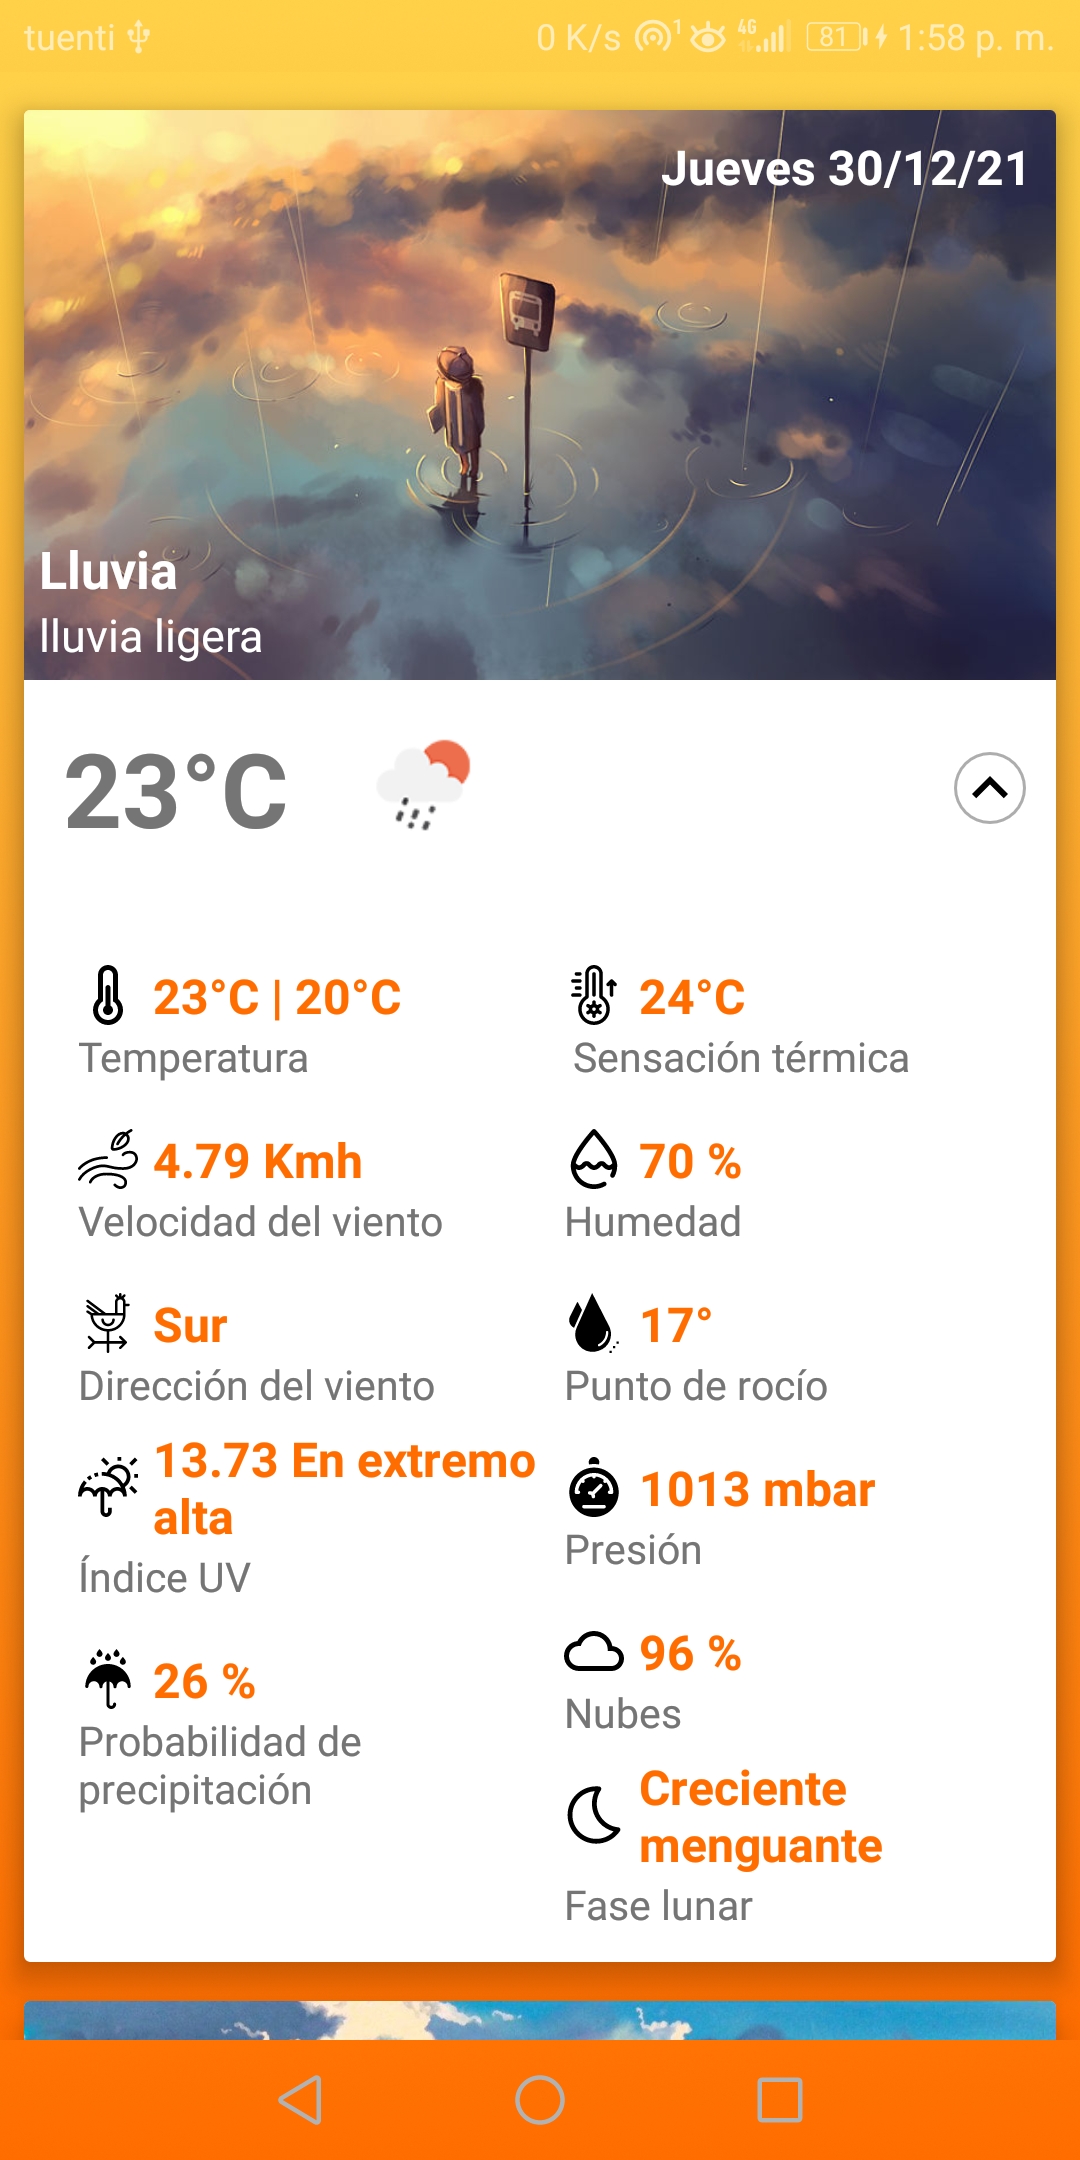 tuenti 0 K/s 1 4G 81 1:58 p. m.
Jueves 30/12/21
Lluvia
lluvia ligera
23°C
23°C | 20°C
Temperatura
24°C
Sensación térmica
4.79 Kmh
Velocidad del viento
70 %
Humedad
Sur
Dirección del viento
17°
Punto de rocío
13.73 En extremo
alta
Índice UV
1013 mbar
Presión
26 %
Probabilidad de
precipitación
96 %
Nubes
Creciente
menguante
Fase lunar